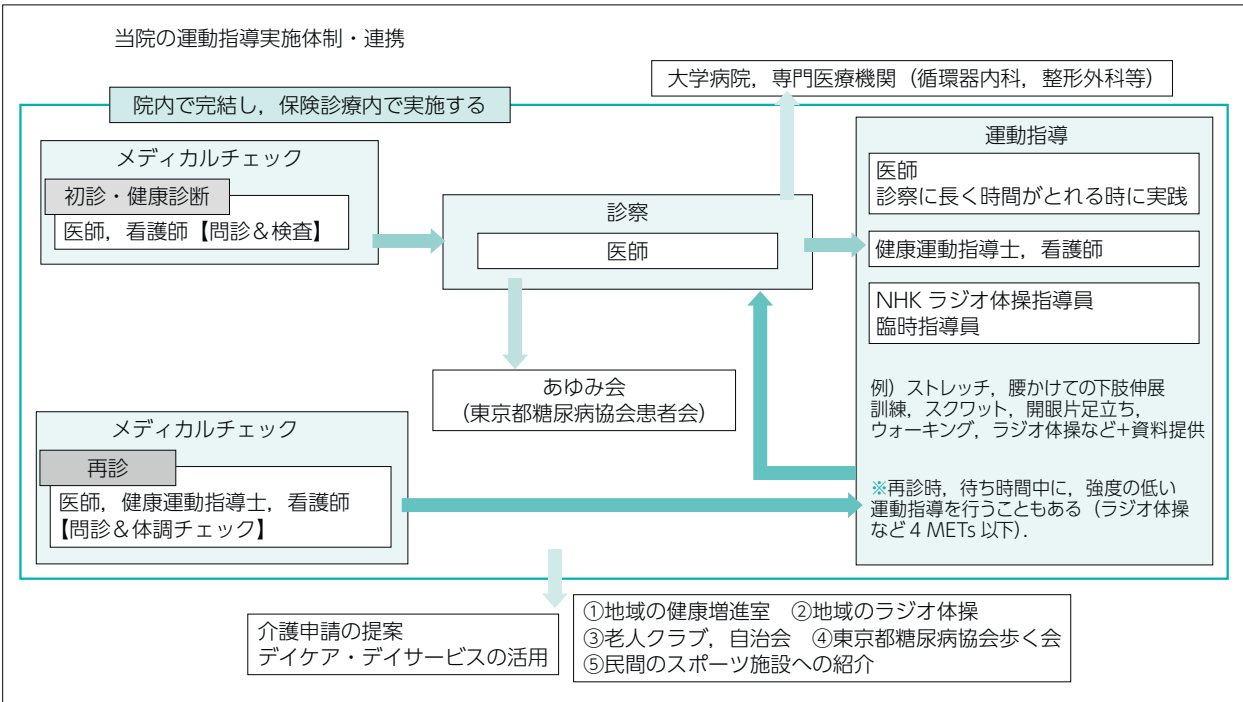 当院の運動指導実施体制・連携
大学病院，専門医療機関（循環器内科，整形外科等）
院内で完結し，保険診療内で実施する
メディカルチェック
初診・健康診断
医師，看護師【問診＆検査】
診察
医師
運動指導
医師
診察に長く時間がとれる時に実践
健康運動指導士，看護師
NHK ラジオ体操指導員
臨時指導員
例）ストレッチ，腰かけての下肢伸展
訓練，スクワット，開眼片足立ち，
ウォーキング，ラジオ体操など＋資料提供
※再診時，待ち時間中に，強度の低い
運動指導を行うこともある（ラジオ体操
など 4 METs 以下）．
あゆみ会
（東京都糖尿病協会患者会）
メディカルチェック
再診
医師，健康運動指導士，看護師
【問診＆体調チェック】
介護申請の提案
デイケア・デイサービスの活用
①地域の健康増進室　②地域のラジオ体操
③老人クラブ，自治会　④東京都糖尿病協会歩く会
⑤民間のスポーツ施設への紹介